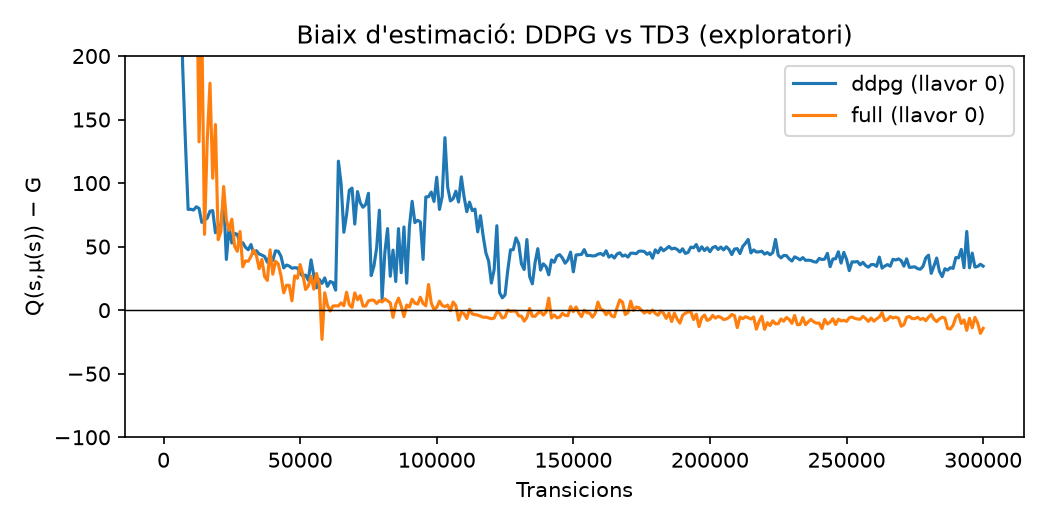 Biaix d'estimació: DDPG vs TD3 (exploratori)
ddpg (llavor 0)
full (llavor 0)
Q(s,μ(s)) − G
200
150
100
50
0
−50
−100
0
50000
100000
150000
200000
250000
300000
Transicions